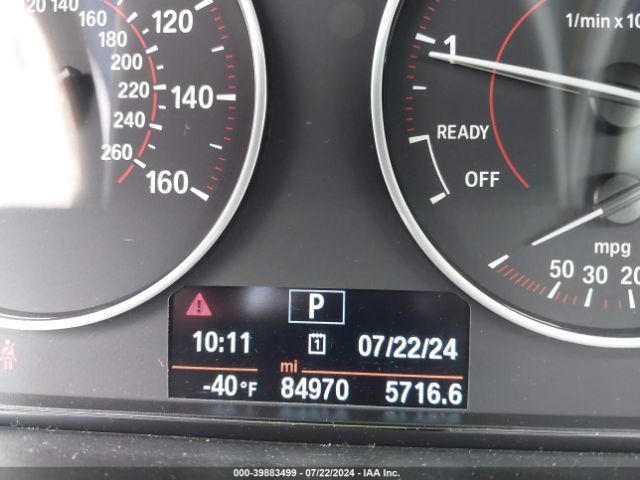 120 140
160
180
200
220
240
260
120
140
160
1/min x 10
1
READY
OFF
mpg
50 30 20
P
10:11 1 07/22/24
mi
-40°F 84970 5716.6
000-39883499 - 07/22/2024 - IAA Inc.